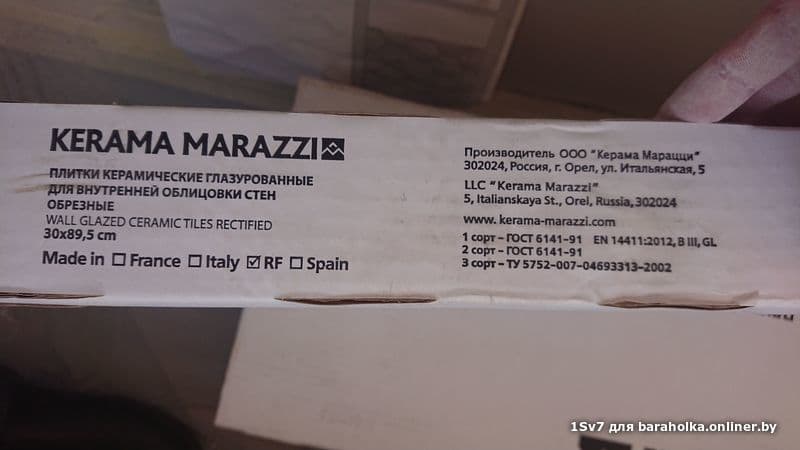 KERAMA MARAZZI
ПЛИТКИ КЕРАМИЧЕСКИЕ ГЛАЗУРОВАННЫЕ
ДЛЯ ВНУТРЕННЕЙ ОБЛИЦОВКИ СТЕН
ОБРЕЗНЫЕ
WALL GLAZED CERAMIC TILES RECTIFIED
30x89,5 cm
Made in ☐ France ☐ Italy ☑ RF ☐ Spain
Производитель ООО "Керама Марацци"
302024, Россия, г. Орел, ул. Итальянская, 5
LLC "Kerama Marazzi"
5, Italianskaya St., Orel, Russia, 302024
www. kerama-marazzi.com
1 сорт – ГОСТ 6141-91 EN 14411:2012, B III, GL
2 сорт – ГОСТ 6141-91
3 сорт – ТУ 5752-007-04693313-2002
1Sv7 для baraholka.onliner.by